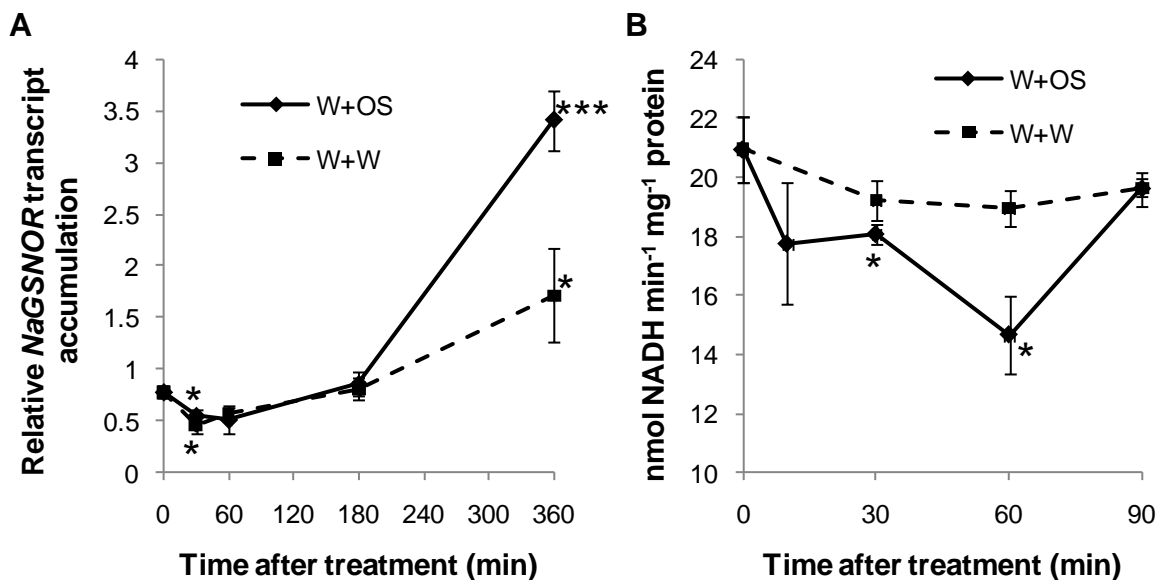 A
Relative NaGSNOR transcript
accumulation
4
3.5
3
2.5
2
1.5
1
0.5
0
W+OS
W+W
***
*
*
*
0 60 120 180 240 300 360
Time after treatment (min)
B
nmol NADH min-1 mg-1 protein
24
22
20
18
16
14
12
10
W+OS
W+W
*
*
0 30 60 90
Time after treatment (min)